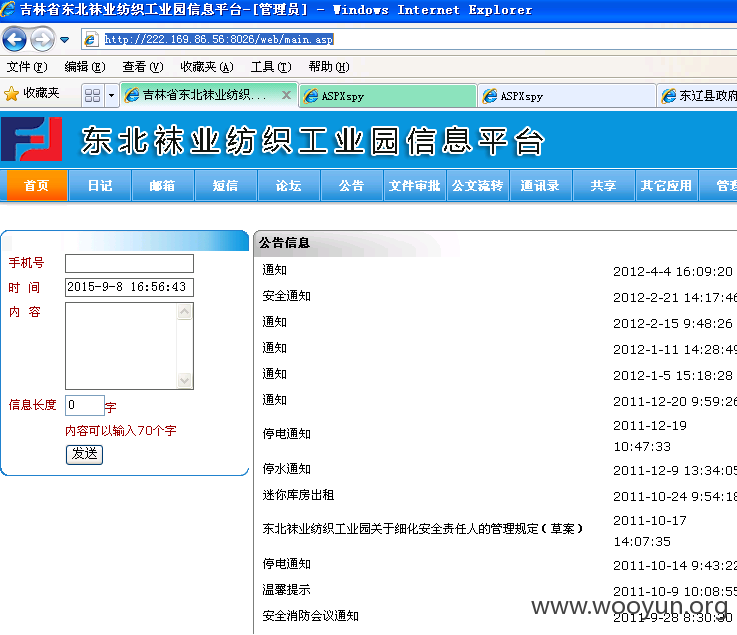 吉林省东北袜业纺织工业园信息平台-[管理员] - Windows Internet Explorer
http://222.169.86.56:8026/web/main.asp
文件(F) 编辑(E) 查看(V) 收藏夹(A) 工具(T) 帮助(H)
收藏夹 吉林省东北袜业纺织... ASPXspy ASPXspy 东辽县政府
东北袜业纺织工业园信息平台
首页 日记 邮箱 短信 论坛 公告 文件审批 公文流转 通讯录 共享 其它应用 管理
手机号
时 间 2015-9-8 16:56:43
内 容
信息长度 0 字
内容可以输入70个字
发送
公告信息
通知 2012-4-4 16:09:20
安全通知 2012-2-21 14:17:46
通知 2012-2-15 9:48:26
通知 2012-1-11 14:28:49
通知 2012-1-5 15:18:28
通知 2011-12-20 9:59:26
停电通知 2011-12-19
10:47:33
停水通知 2011-12-9 13:34:05
迷你库房出租 2011-10-24 9:54:18
东北袜业纺织工业园关于细化安全责任人的管理规定（草案） 2011-10-17
14:07:35
停电通知 2011-10-14 9:43:22
温馨提示 2011-10-9 10:08:55
安全消防会议通知 2011-9-28 8:30:30
www.wooyun.org